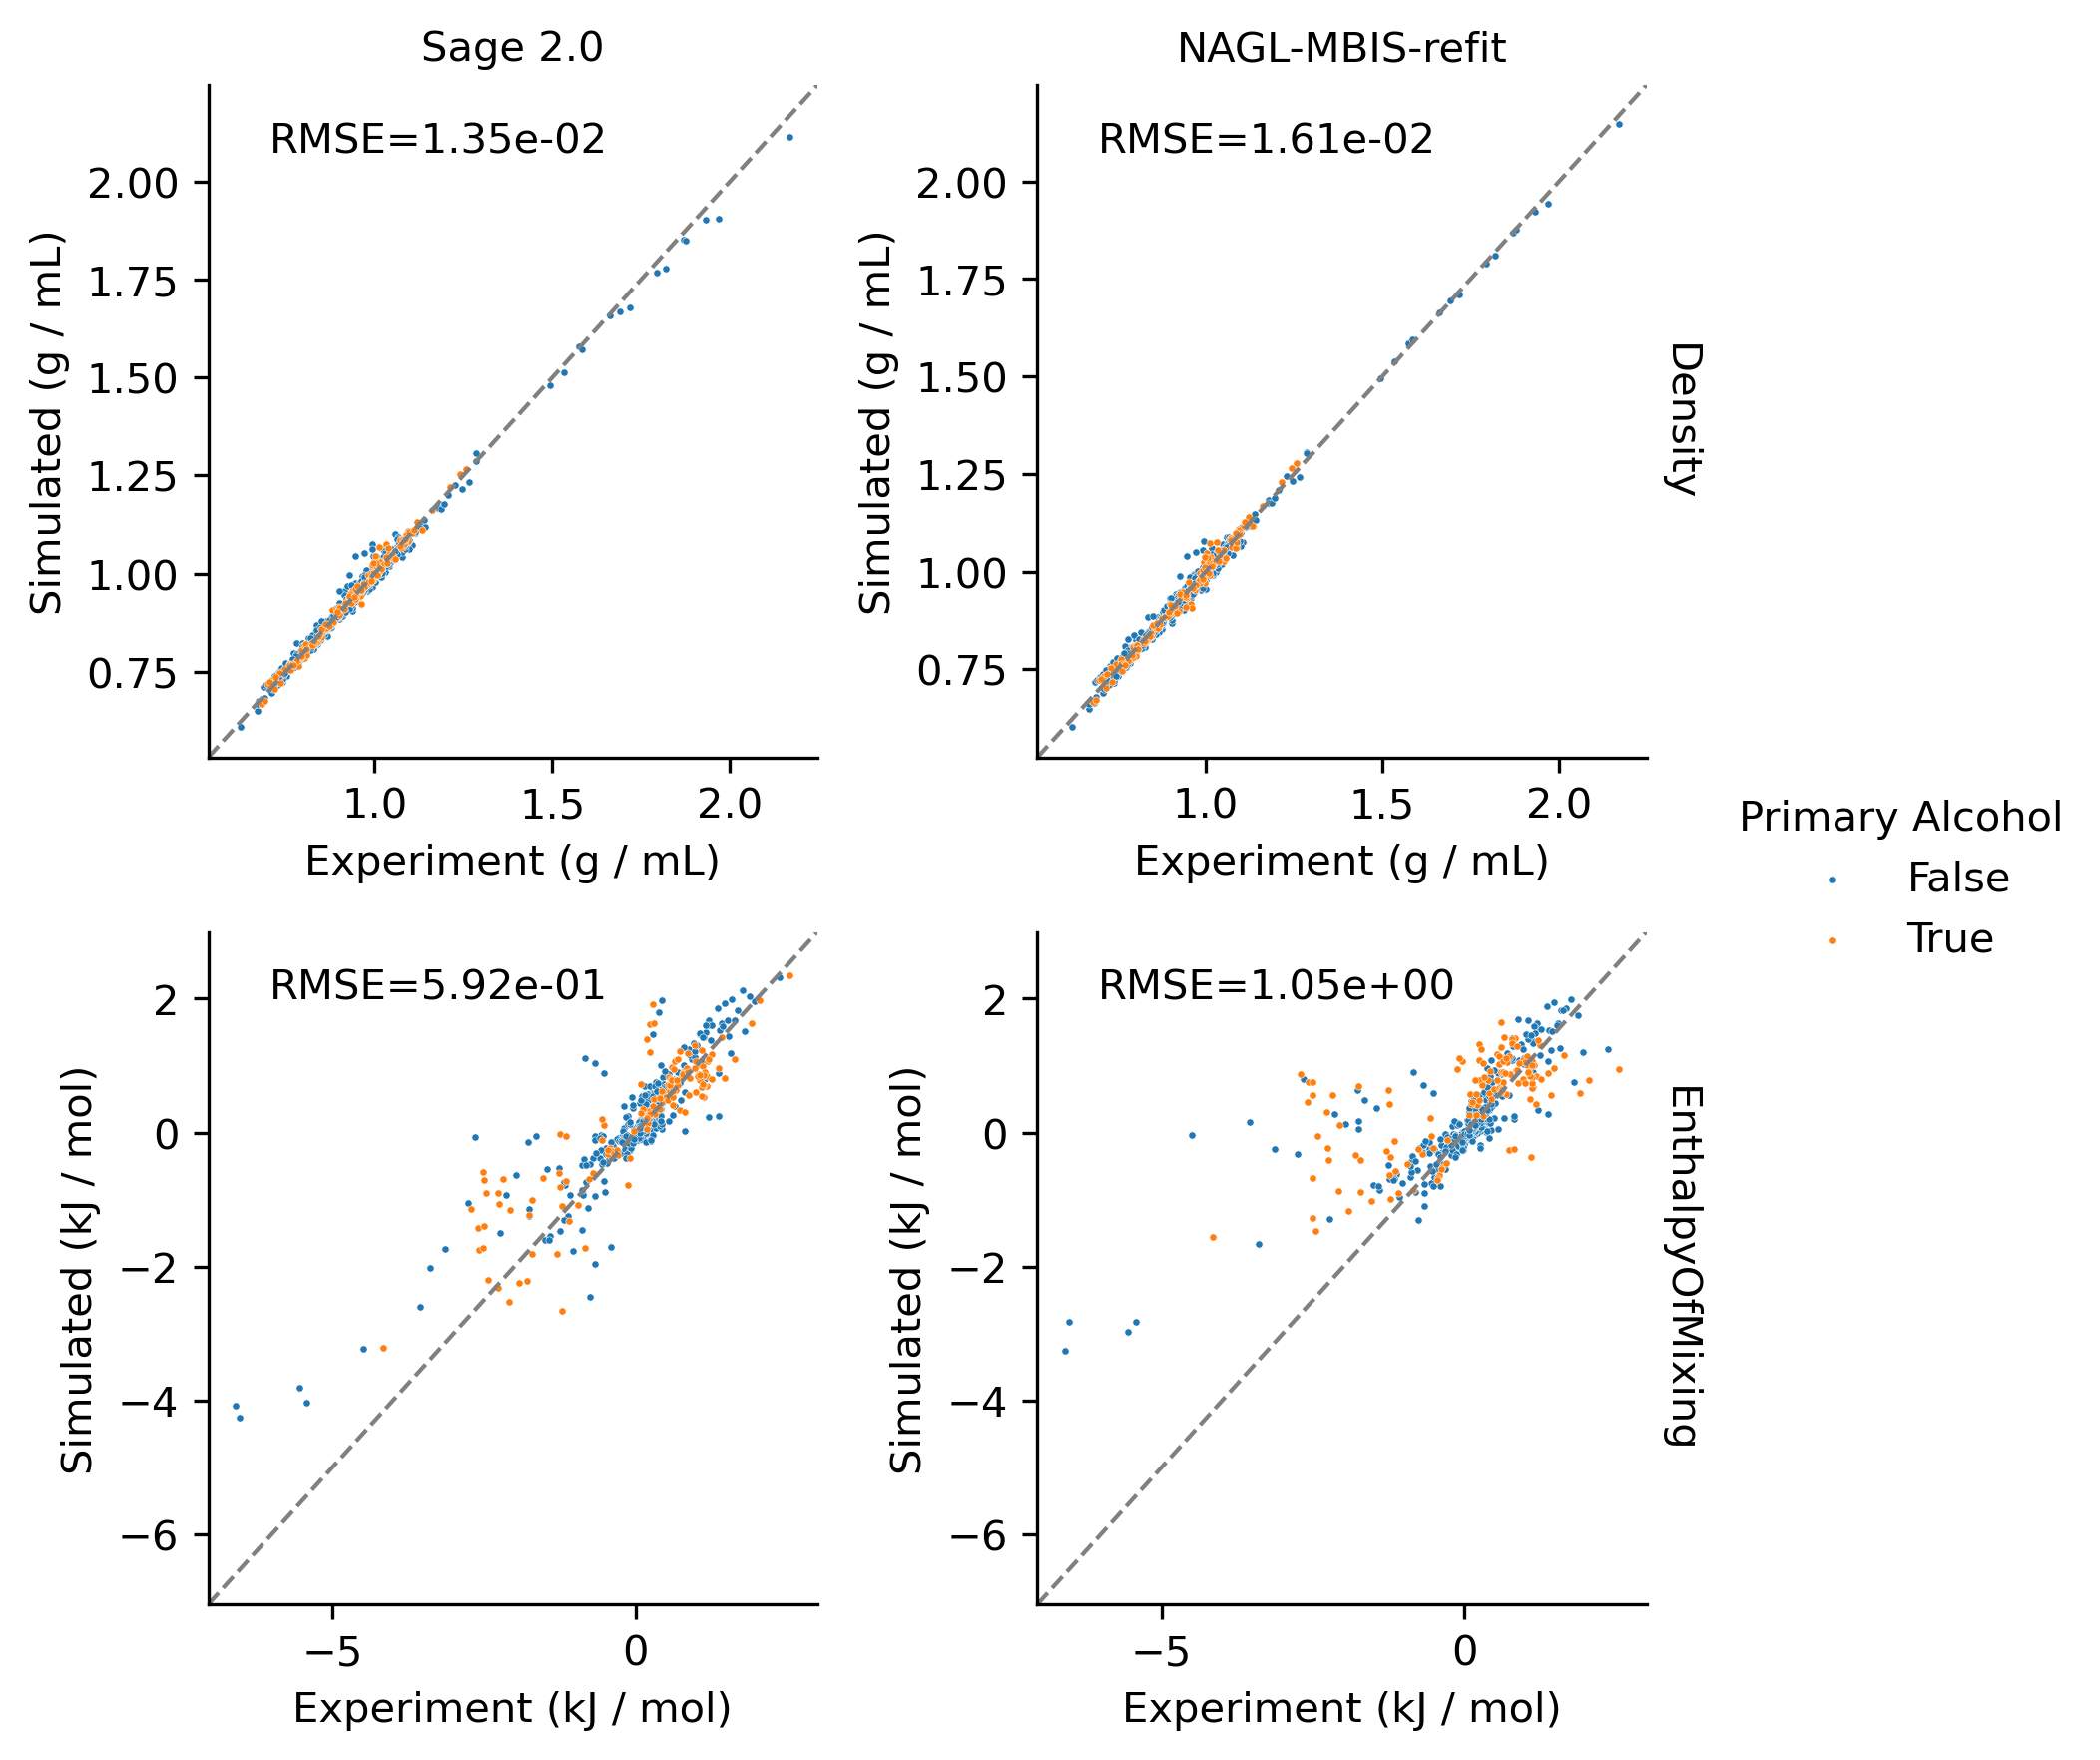 Sage 2.0
NAGL-MBIS-refit
RMSE=1.35e-02
RMSE=1.61e-02
Simulated (g / mL)
2.00
1.75
1.50
1.25
1.00
0.75
1.0
1.5
2.0
Experiment (g / mL)
Simulated (g / mL)
2.00
1.75
1.50
1.25
1.00
0.75
1.0
1.5
2.0
Experiment (g / mL)
Density
Primary Alcohol
False
True
RMSE=5.92e-01
RMSE=1.05e+00
Simulated (kJ / mol)
2
0
−2
−4
−6
−5
0
Experiment (kJ / mol)
Simulated (kJ / mol)
2
0
−2
−4
−6
−5
0
Experiment (kJ / mol)
EnthalpyOfMixing